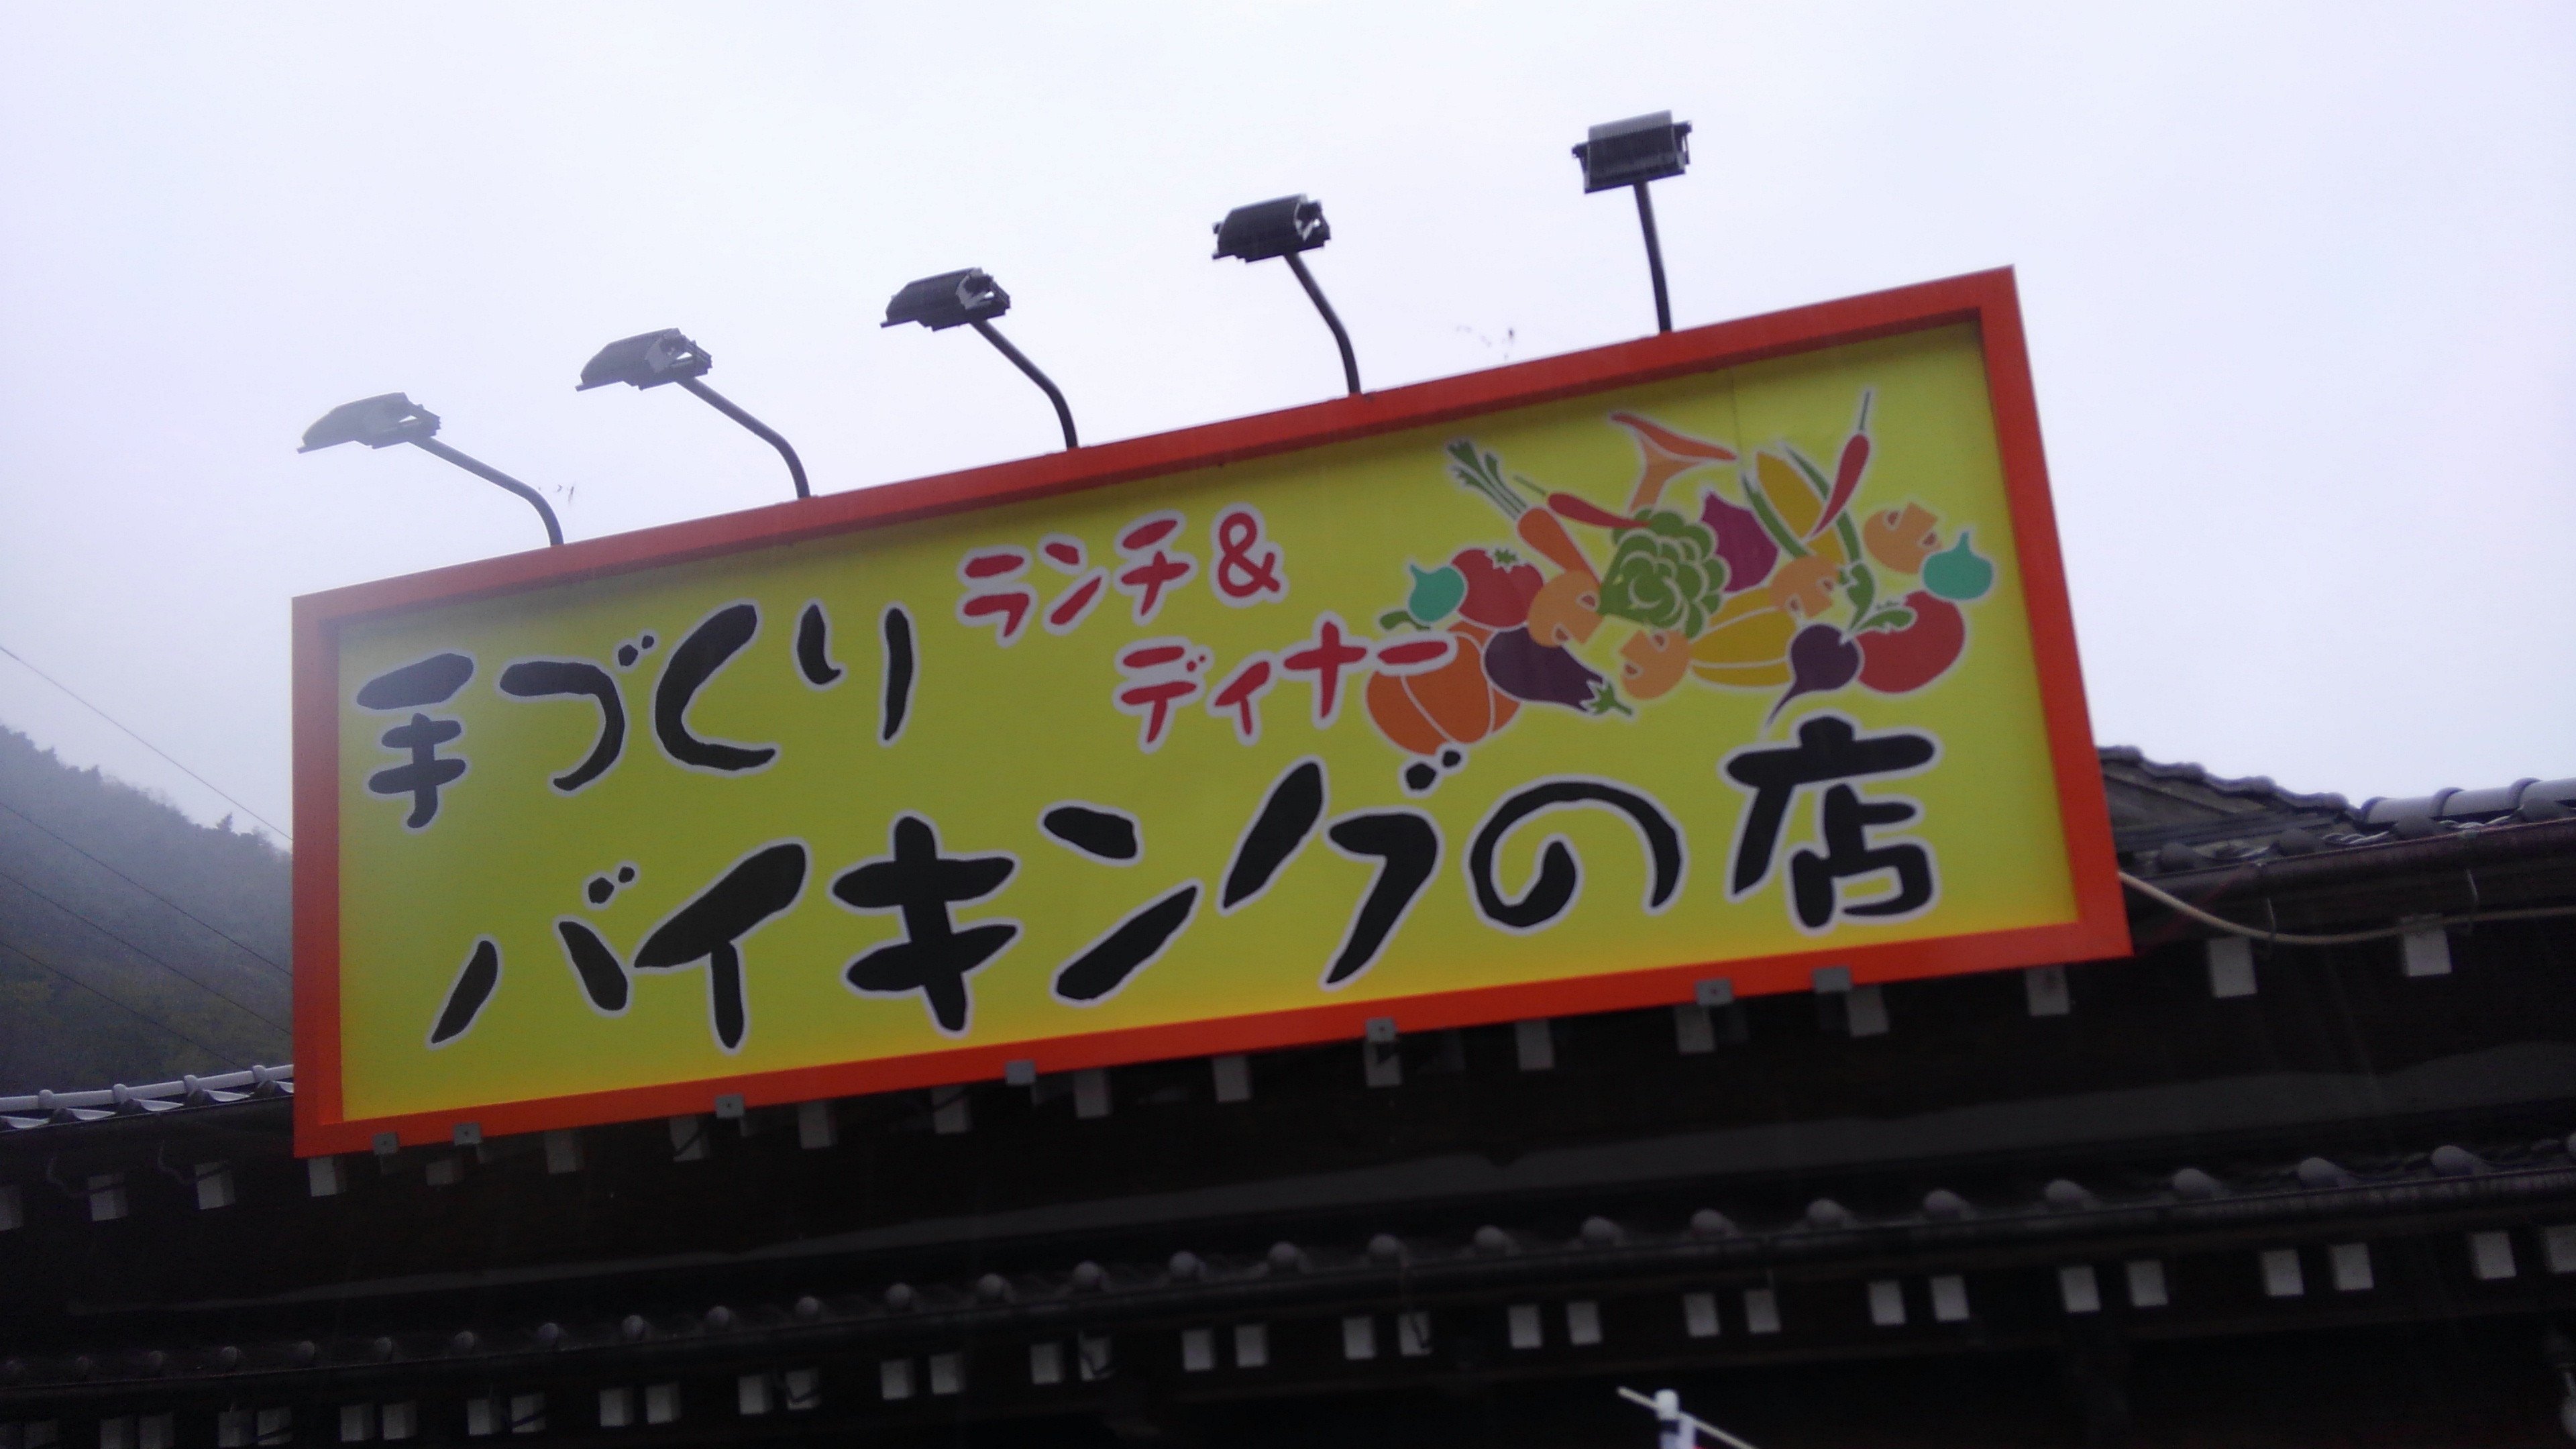 手づくり
ランチ&
ディナー
バイキングの店